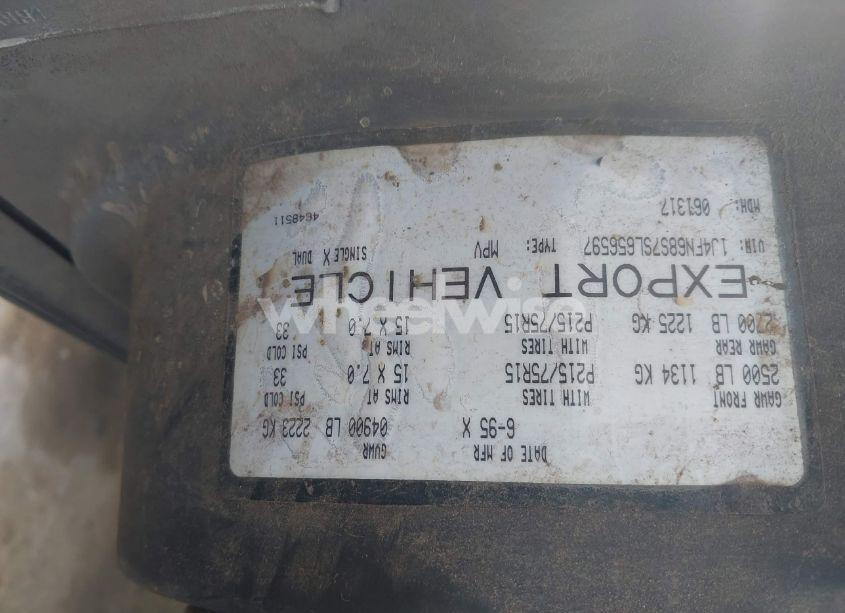 DATE OF MFR GVWR
6-95 X 04900 LB 2223 KG
GAWR FRONT WITH TIRES RIMS AT PSI COLD
2500 LB 1134 KG P215/75R15 15 X 7.0 33
GAWR REAR WITH TIRES RIMS AT PSI COLD
2700 LB 1225 KG P215/75R15 15 X 7.0 33
EXPORT VEHICLE
VIN: 1J4FN68S7SL656597 TYPE: MPV SINGLE X DUAL
MDH: 061317 4648511
wheelwise